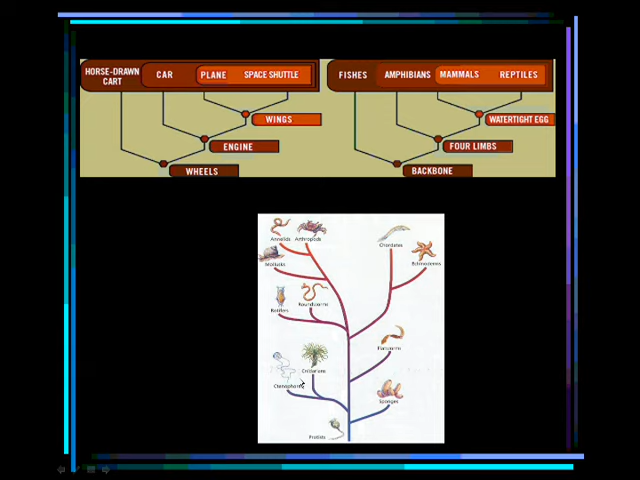 HORSE-DRAWN
CART
CAR
PLANE
SPACE SHUTTLE
WINGS
ENGINE
WHEELS
FISHES
AMPHIBIANS
MAMMALS
REPTILES
WATERTIGHT EGG
FOUR LIMBS
BACKBONE
Annelids
Arthropods
Chordates
Mollusks
Echinoderms
Rotifers
Roundworms
Flatworms
Cnidarians
Ctenophores
Sponges
Protists